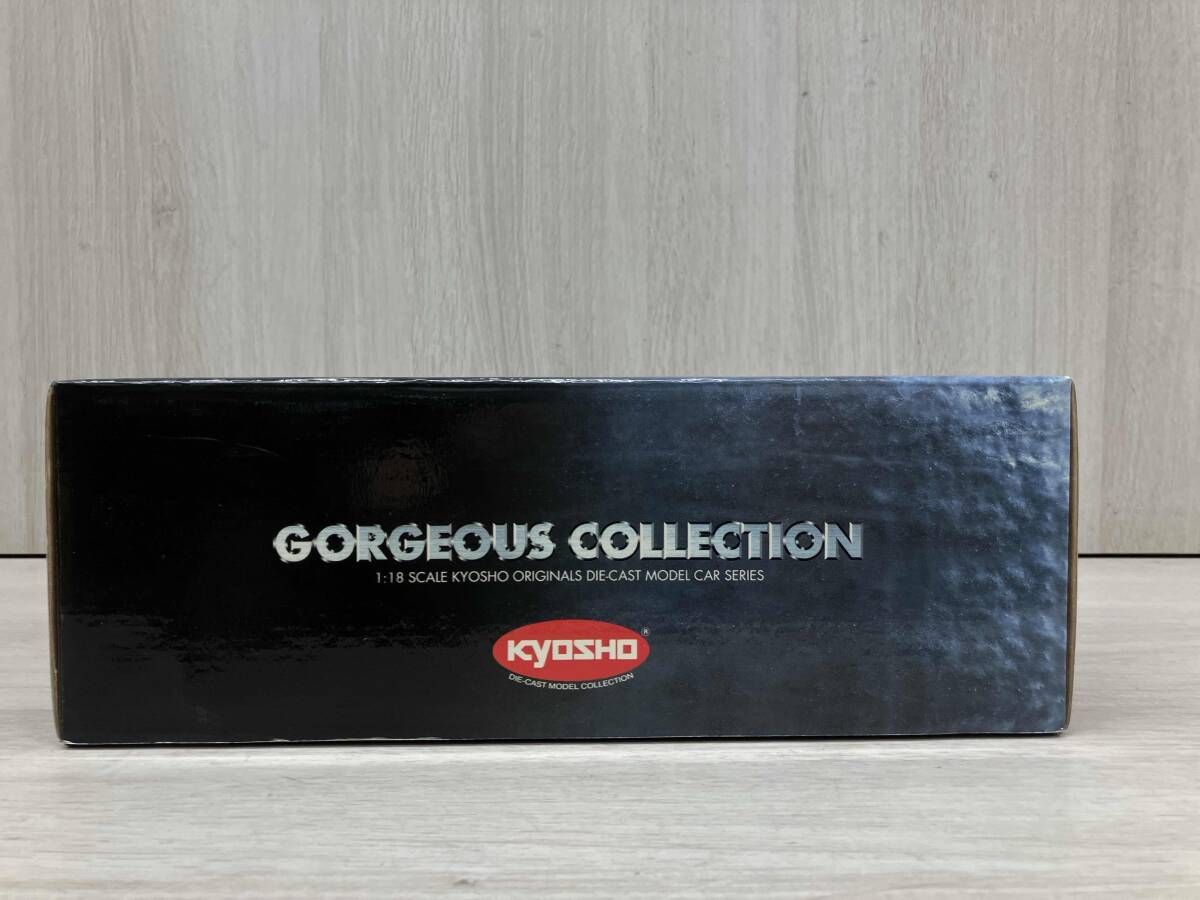 GORGEOUS COLLECTION
1:18 SCALE KYOSHO ORIGINALS DIE-CAST MODEL CAR SERIES
KYOSHO®
DIE-CAST MODEL COLLECTION